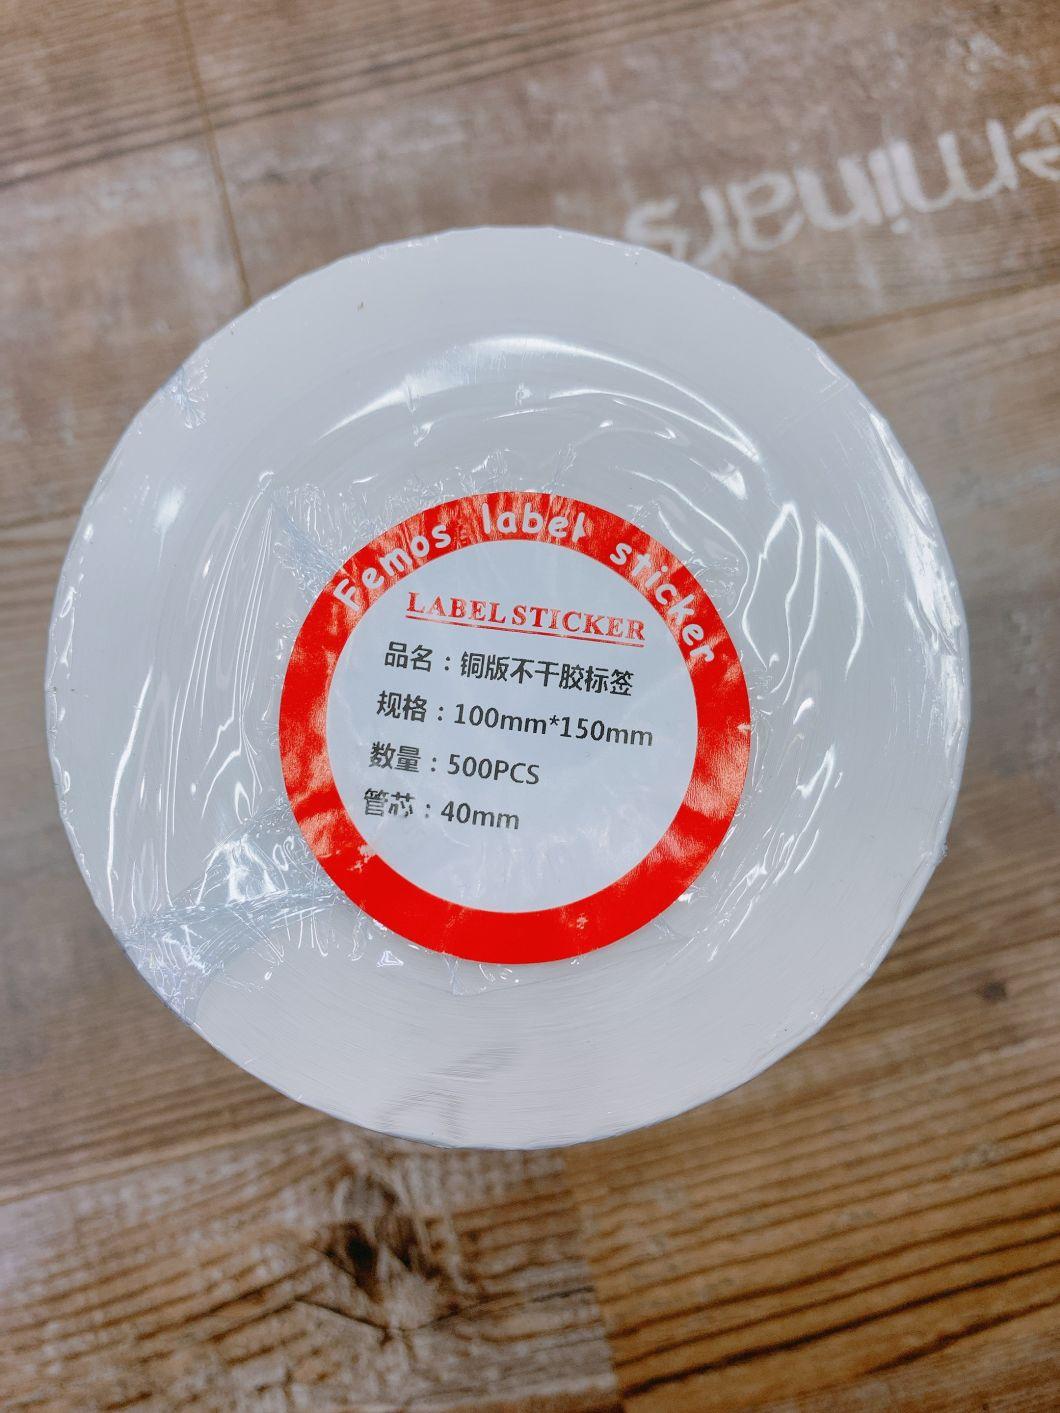 eminars
Femos label sticker
LABEL STICKER
品名：铜版不干胶标签
规格：100mm*150mm
数量：500PCS
管芯：40mm